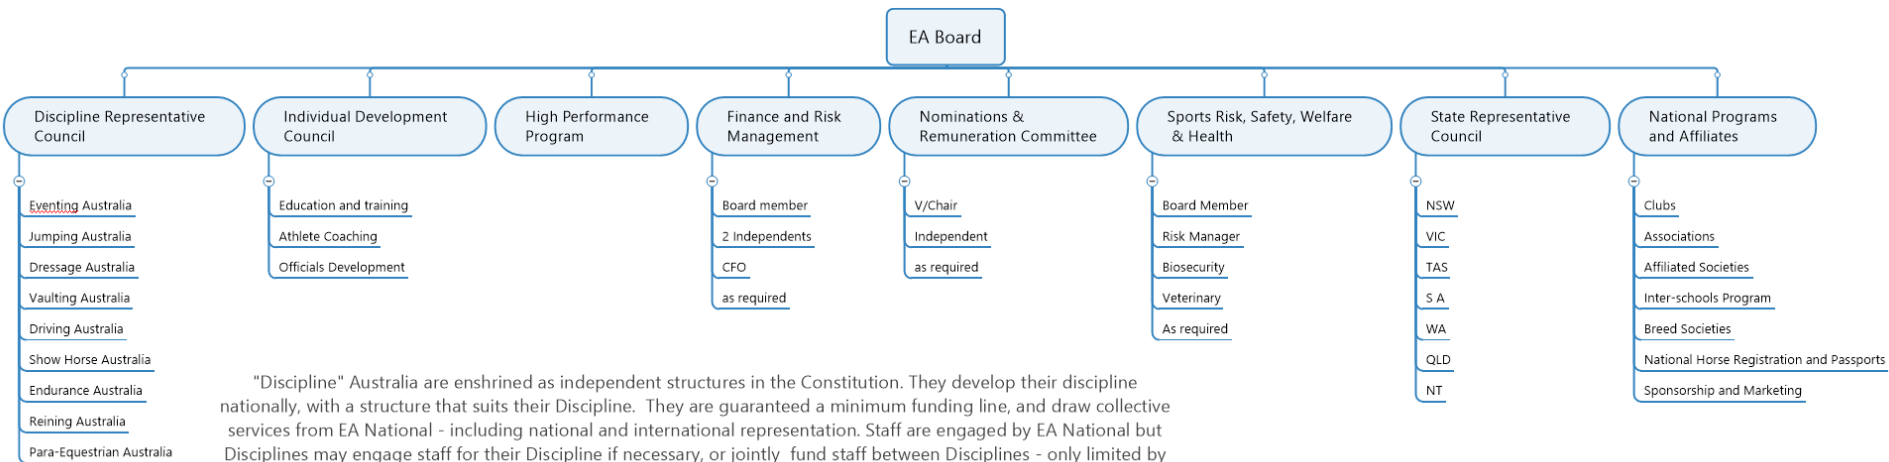 EA Board
Discipline Representative
Council
Individual Development
Council
High Performance
Program
Finance and Risk
Management
Nominations &
Remuneration Committee
Sports Risk, Safety, Welfare
& Health
State Representative
Council
National Programs
and Affiliates
Eventing Australia
Jumping Australia
Dressage Australia
Vaulting Australia
Driving Australia
Show Horse Australia
Endurance Australia
Reining Australia
Para-Equestrian Australia
Education and training
Athlete Coaching
Officials Development
Board member
2 Independents
CFO
as required
V/Chair
Independent
as required
Board Member
Risk Manager
Biosecurity
Veterinary
As required
NSW
VIC
TAS
S A
WA
QLD
NT
Clubs
Associations
Affiliated Societies
Inter-schools Program
Breed Societies
National Horse Registration and Passports
Sponsorship and Marketing
"Discipline" Australia are enshrined as independent structures in the Constitution. They develop their discipline
nationally, with a structure that suits their Discipline.  They are guaranteed a minimum funding line, and draw collective
services from EA National - including national and international representation. Staff are engaged by EA National but
Disciplines may engage staff for their Discipline if necessary, or jointly  fund staff between Disciplines - only limited by